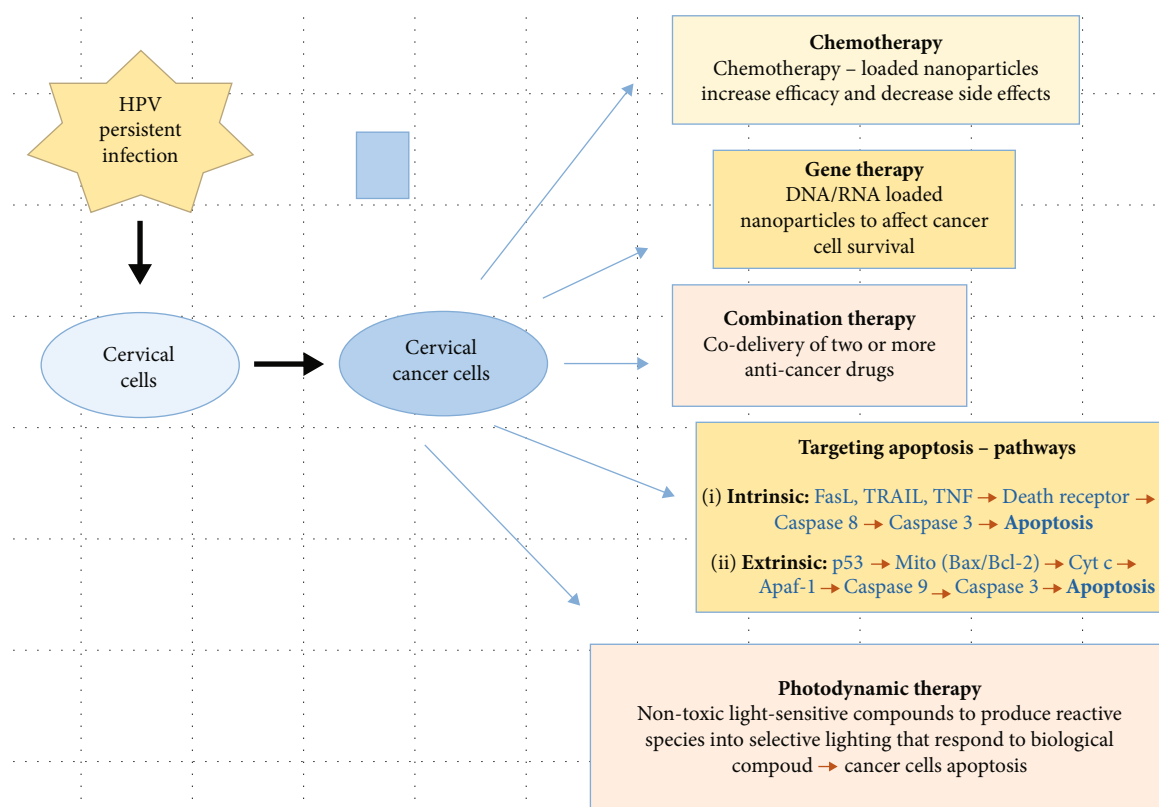 HPV
persistent
infection
Cervical
cells
Cervical
cancer cells
Chemotherapy
Chemotherapy – loaded nanoparticles
increase efficacy and decrease side effects
Gene therapy
DNA/RNA loaded
nanoparticles to affect cancer
cell survival
Combination therapy
Co-delivery of two or more
anti-cancer drugs
Targeting apoptosis – pathways
(i) Intrinsic: FasL, TRAIL, TNF → Death receptor →
Caspase 8 → Caspase 3 → Apoptosis
(ii) Extrinsic: p53 → Mito (Bax/Bcl-2) → Cyt c →
Apaf-1 → Caspase 9 → Caspase 3 → Apoptosis
Photodynamic therapy
Non-toxic light-sensitive compounds to produce reactive
species into selective lighting that respond to biological
compoud → cancer cells apoptosis